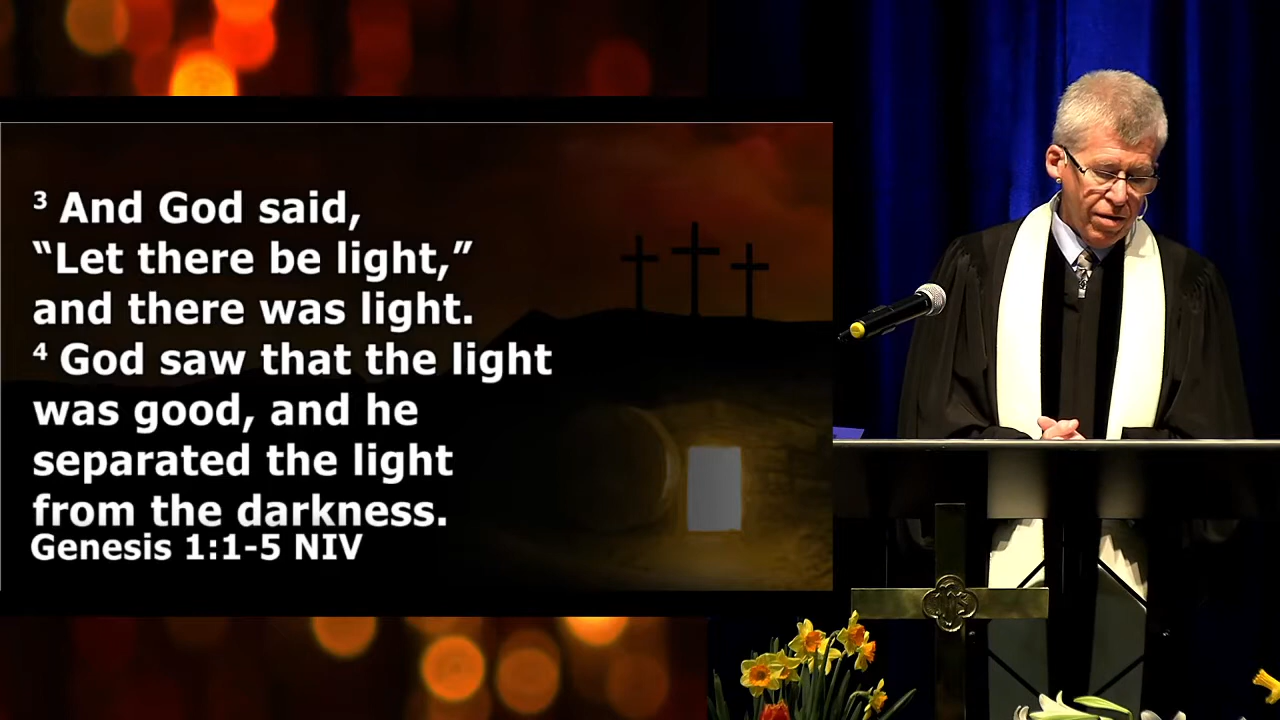 ³ And God said,
“Let there be light,”
and there was light.
⁴ God saw that the light
was good, and he
separated the light
from the darkness.
Genesis 1:1-5 NIV